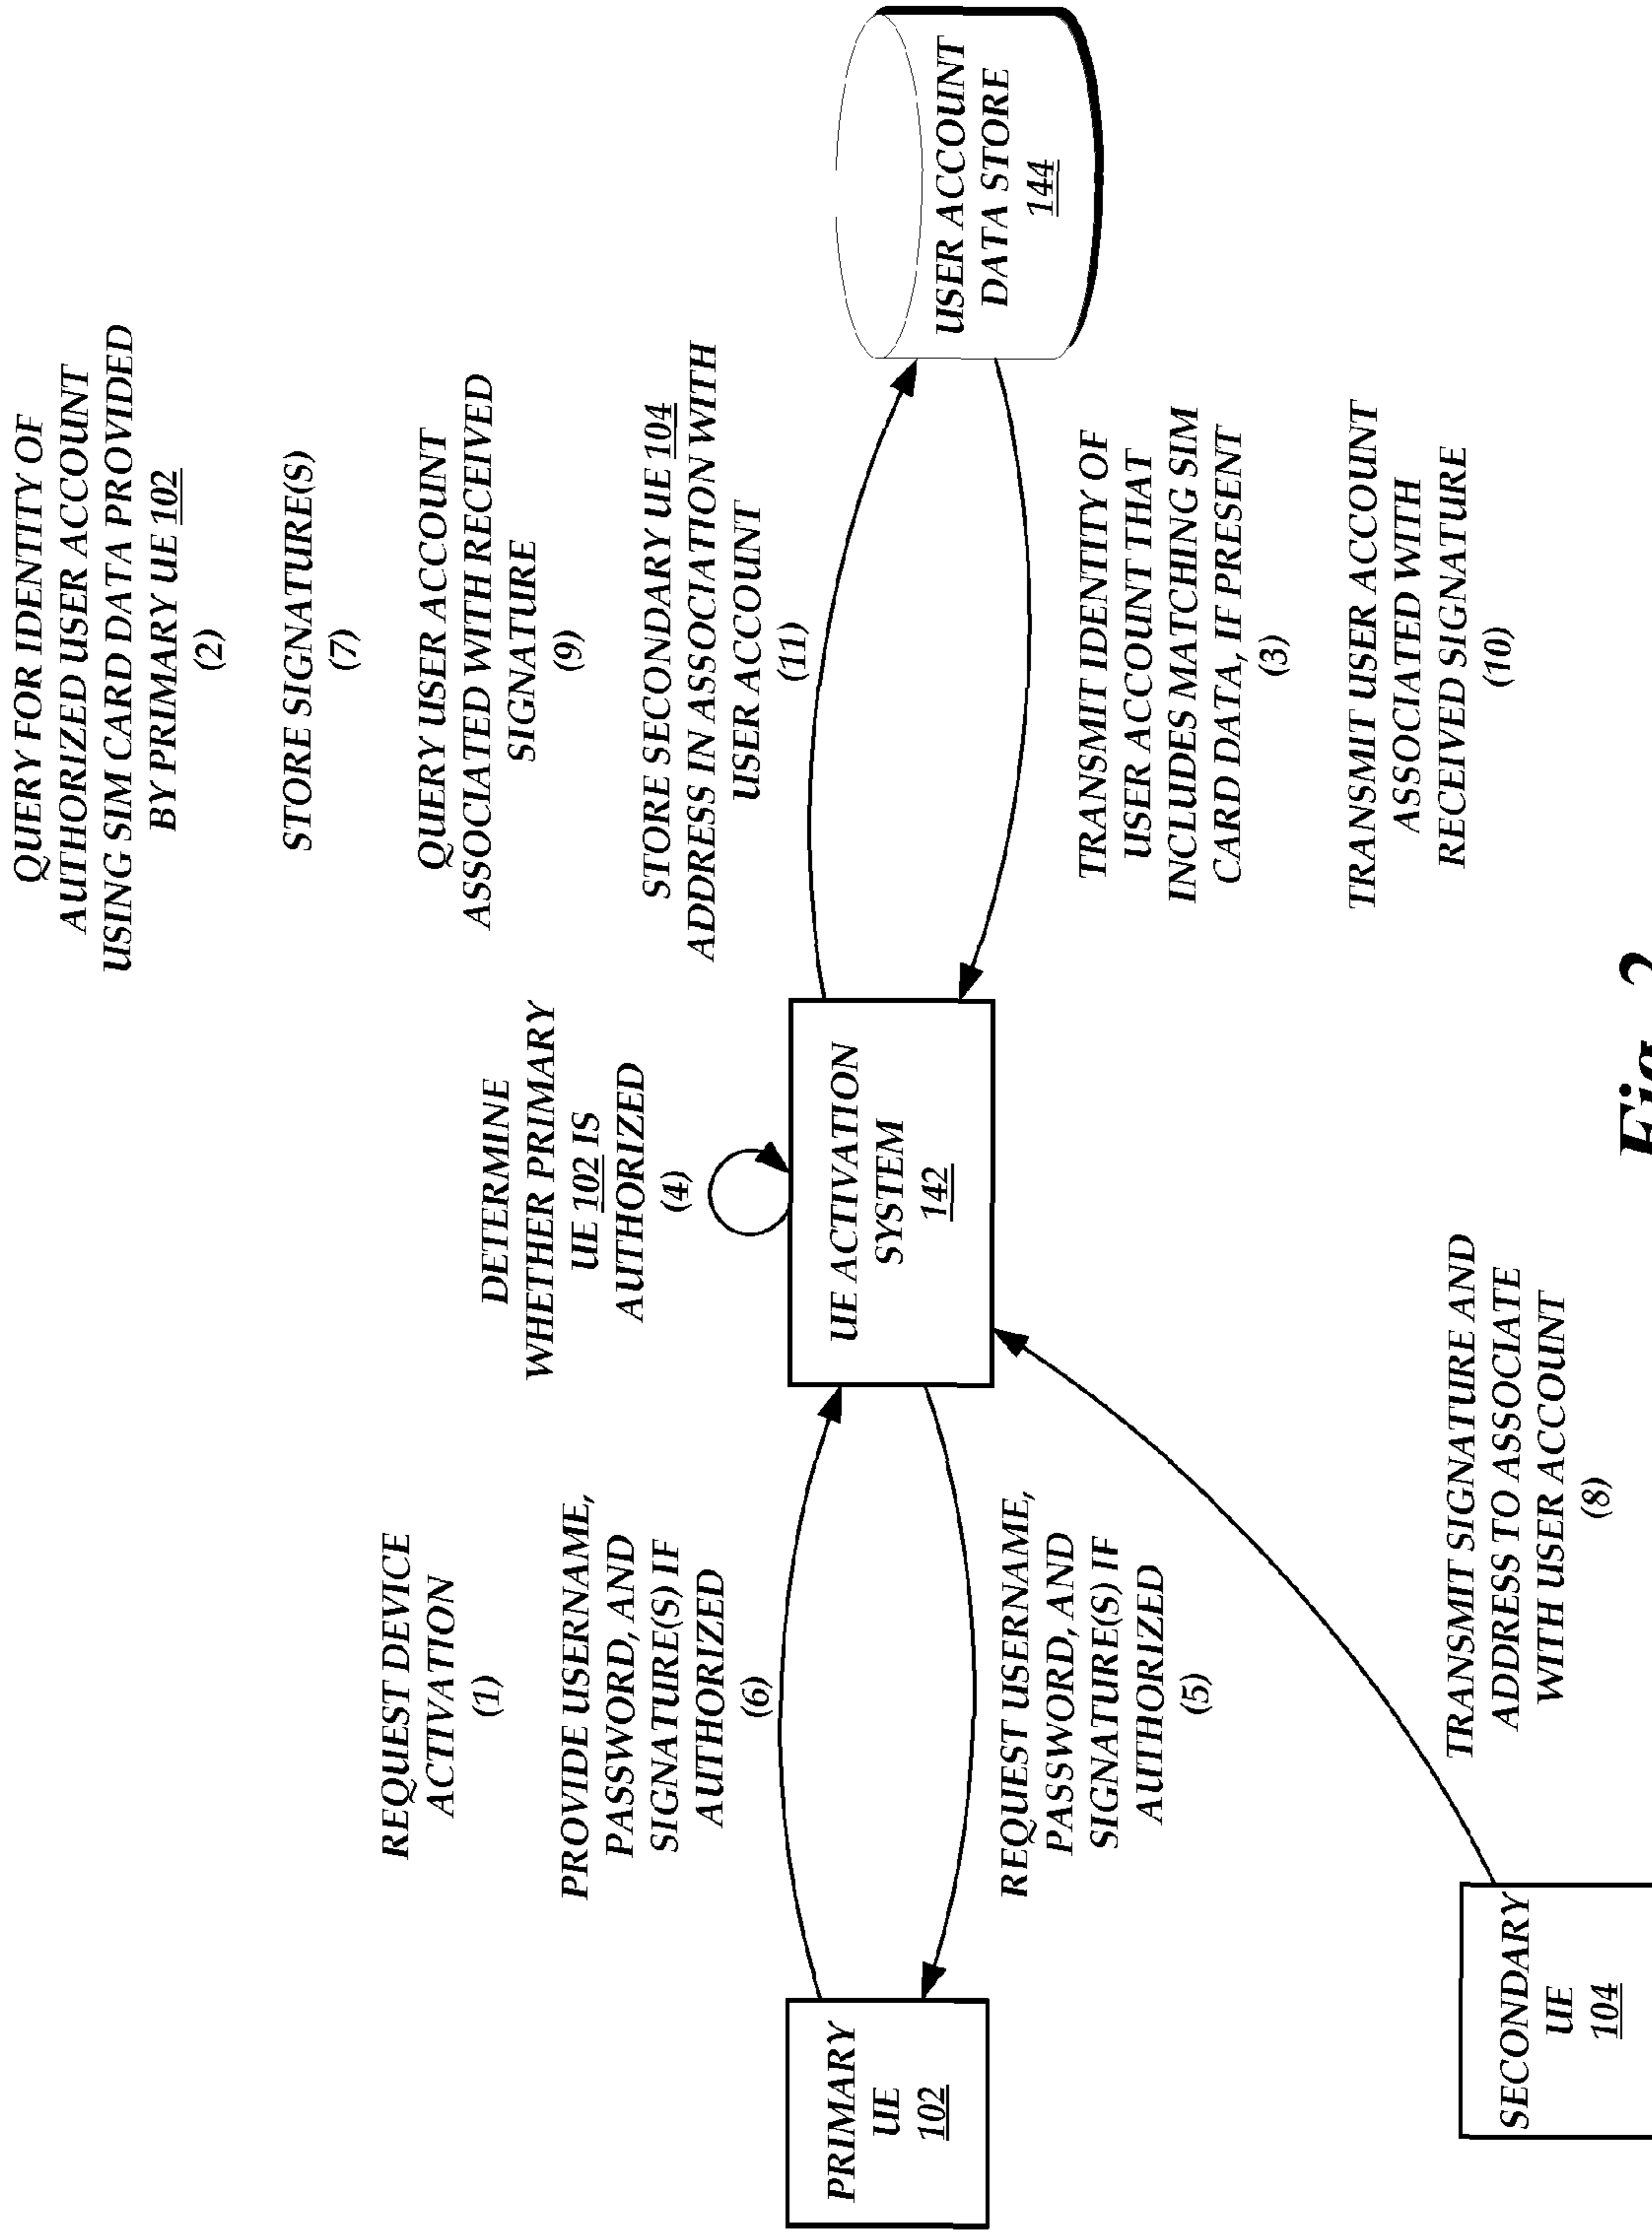 QUERY FOR IDENTITY OF
AUTHORIZED USER ACCOUNT
USING SIM CARD DATA PROVIDED
BY PRIMARY UE 102
(2)
STORE SIGNATURE(S)
(7)
QUERY USER ACCOUNT
ASSOCIATED WITH RECEIVED
SIGNATURE
(9)
STORE SECONDARY UE 104
ADDRESS IN ASSOCIATION WITH
USER ACCOUNT
(11)
DETERMINE
WHETHER PRIMARY
UE 102 IS
AUTHORIZED
(4)
REQUEST DEVICE
ACTIVATION
(1)
PROVIDE USERNAME,
PASSWORD, AND
SIGNATURE(S) IF
AUTHORIZED
(6)
PRIMARY
UE
102
UE ACTIVATION
SYSTEM
142
USER ACCOUNT
DATA STORE
144
REQUEST USERNAME,
PASSWORD, AND
SIGNATURE(S) IF
AUTHORIZED
(5)
TRANSMIT IDENTITY OF
USER ACCOUNT THAT
INCLUDES MATCHING SIM
CARD DATA, IF PRESENT
(3)
TRANSMIT USER ACCOUNT
ASSOCIATED WITH
RECEIVED SIGNATURE
(10)
TRANSMIT SIGNATURE AND
ADDRESS TO ASSOCIATE
WITH USER ACCOUNT
(8)
SECONDARY
UE
104
Fig. 2